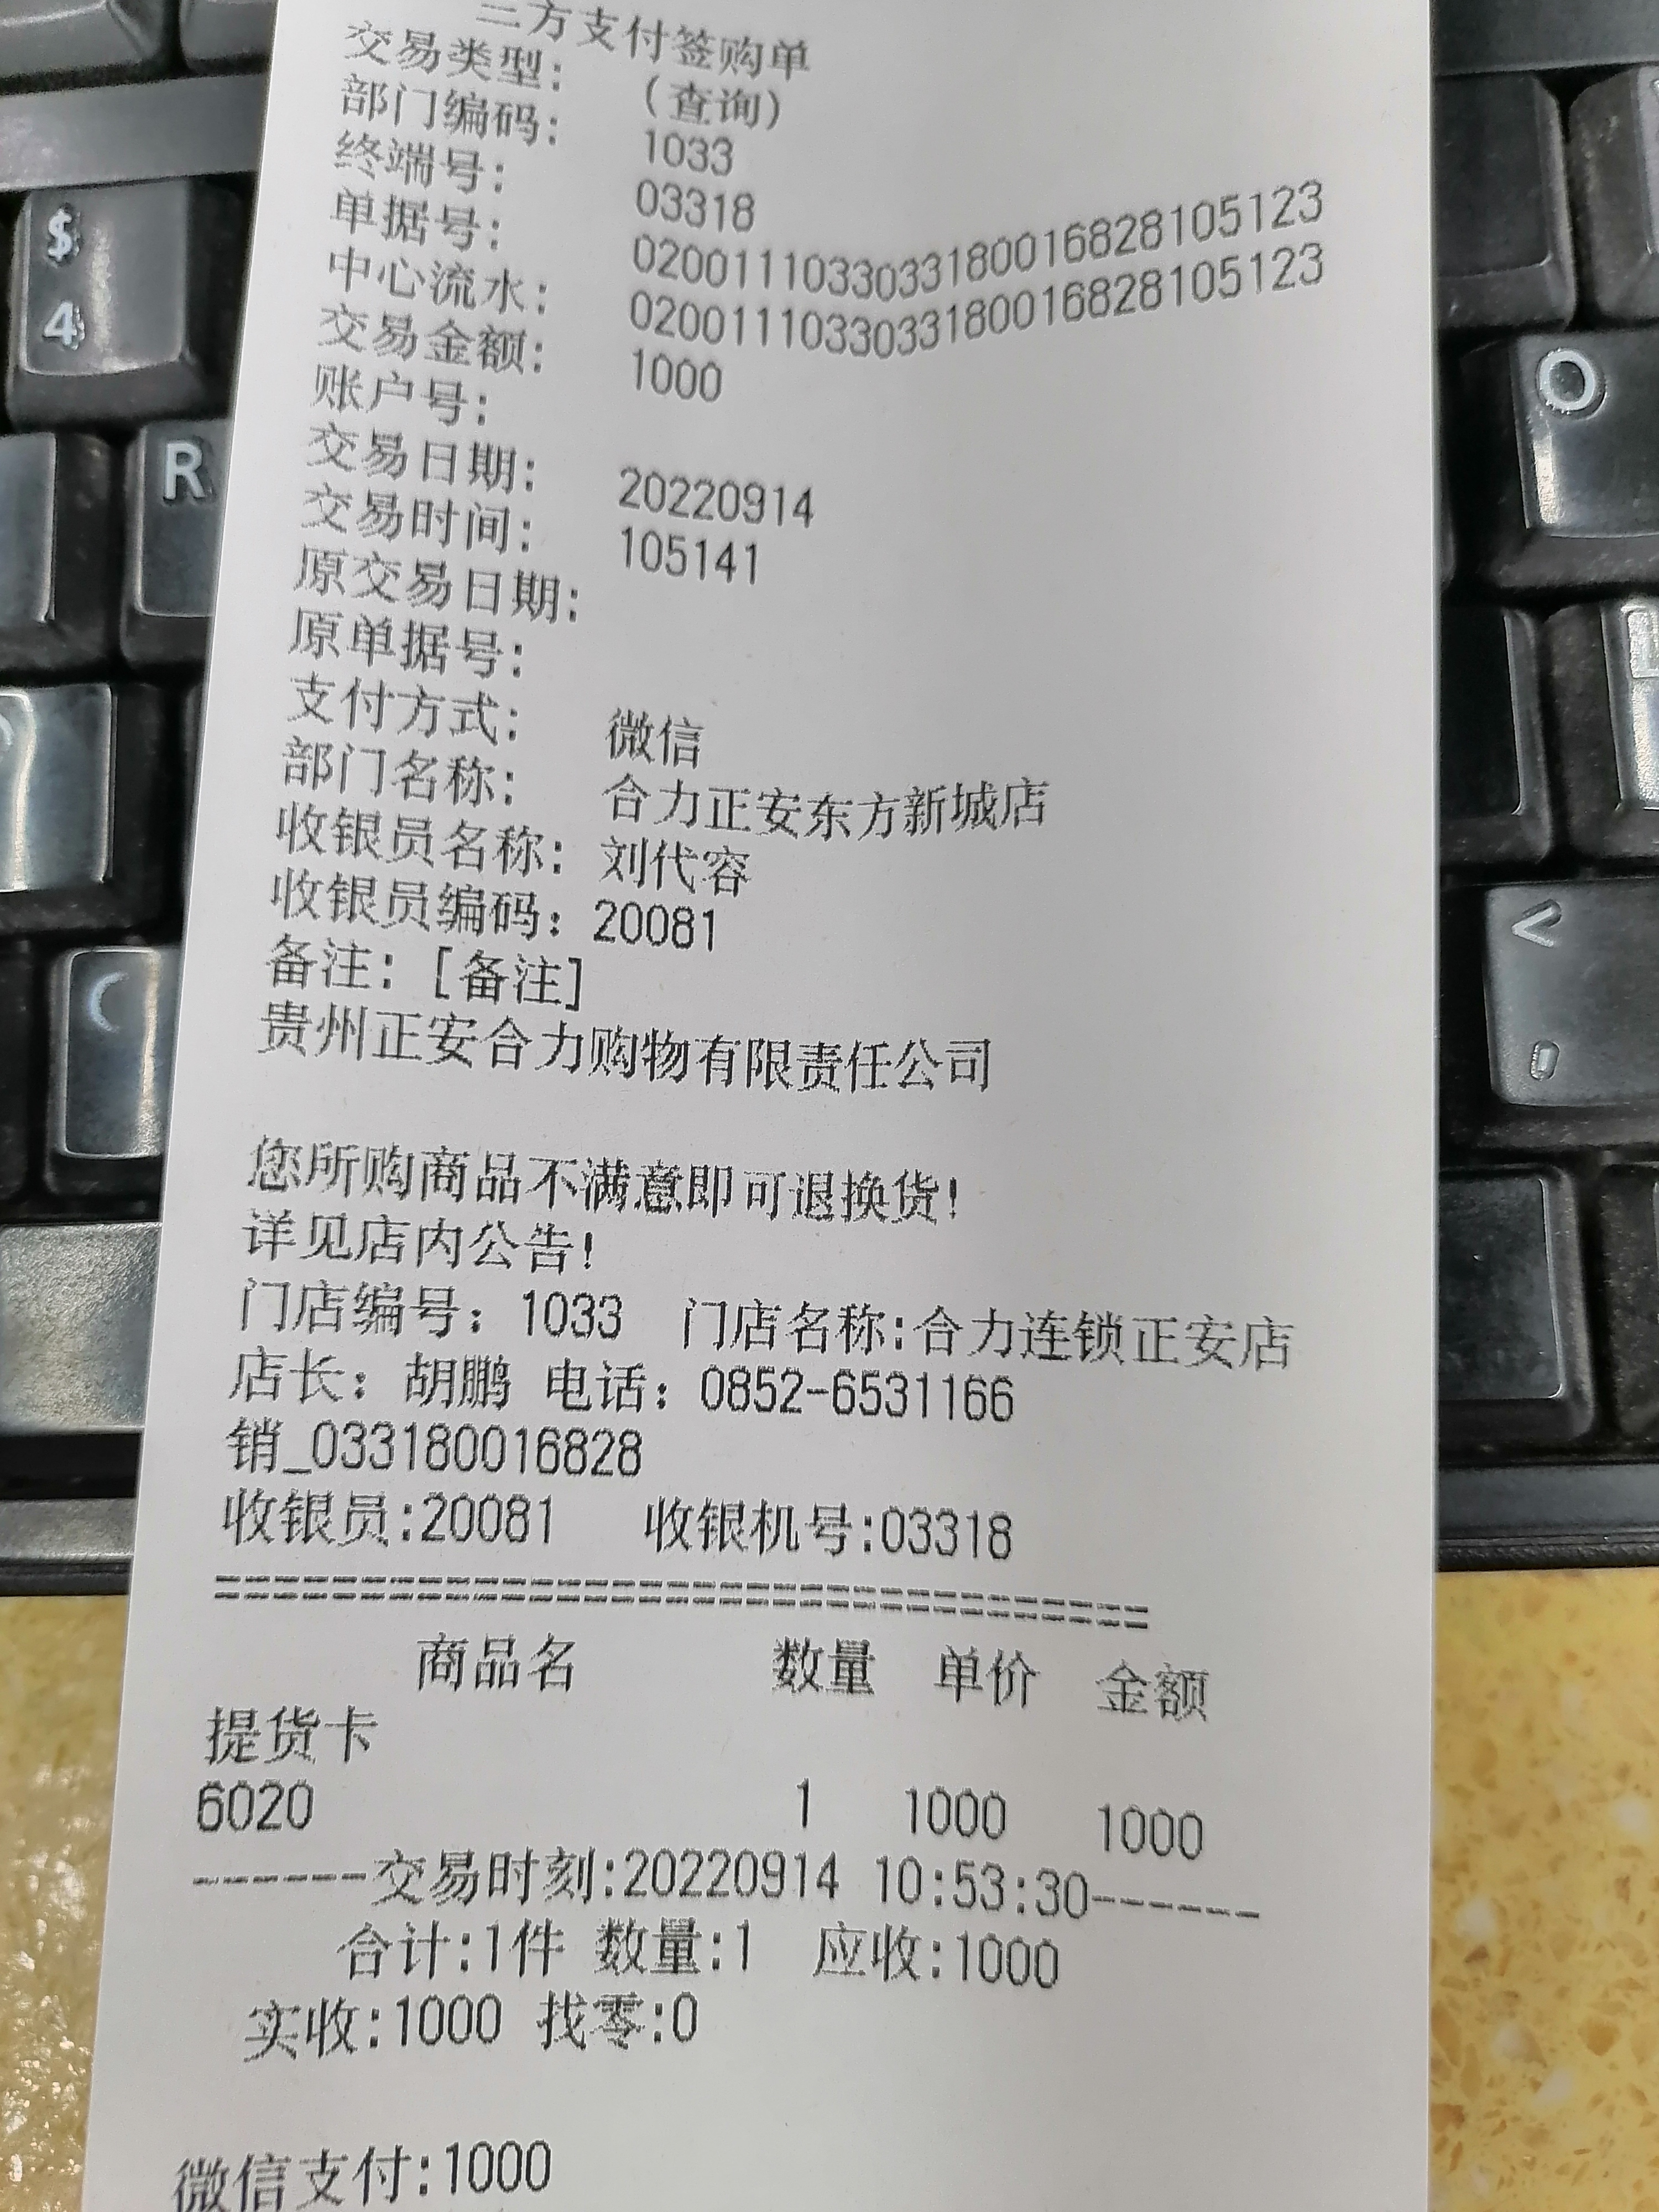 三方支付签购单
交易类型: (查询)
部门编码: 1033
终端号: 03318
单据号: 0200111033033180016828105123
中心流水: 0200111033033180016828105123
交易金额: 1000
账户号:
交易日期: 20220914
交易时间: 105141
原交易日期:
原单据号:
支付方式: 微信
部门名称: 合力正安东方新城店
收银员名称: 刘代容
收银员编码: 20081
备注: [备注]
贵州正安合力购物有限责任公司
您所购商品不满意即可退换货!
详见店内公告!
门店编号: 1033 门店名称:合力连锁正安店
店长: 胡鹏 电话: 0852-6531166
销_033180016828
收银员:20081 收银机号:03318
===================================
商品名 数量 单价 金额
提货卡
6020 1 1000 1000
------交易时刻:20220914 10:53:30------
合计:1件 数量:1 应收:1000
实收:1000 找零:0
微信支付:1000
$
4
R
O
C
<